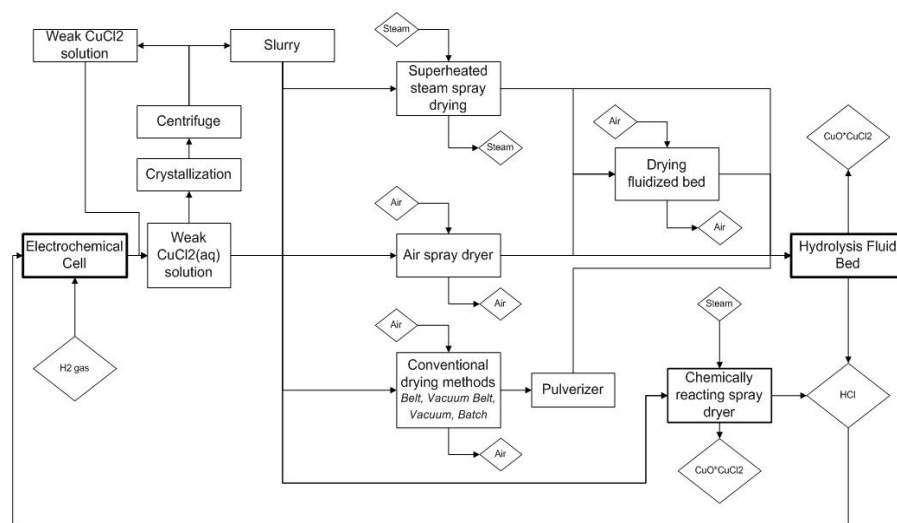 Weak CuCl2
solution
Slurry
Steam
Superheated
steam spray
drying
Steam
Centrifuge
Crystallization
Air
Drying
fluidized bed
Air
CuO*CuCl2
Electrochemical
Cell
Weak
CuCl2(aq)
solution
Air
Air spray dryer
Air
Hydrolysis Fluid
Bed
H2 gas
Air
Conventional
drying methods
Belt, Vacuum Belt,
Vacuum, Batch
Air
Pulverizer
Steam
Chemically
reacting spray
dryer
CuO*CuCl2
HCl